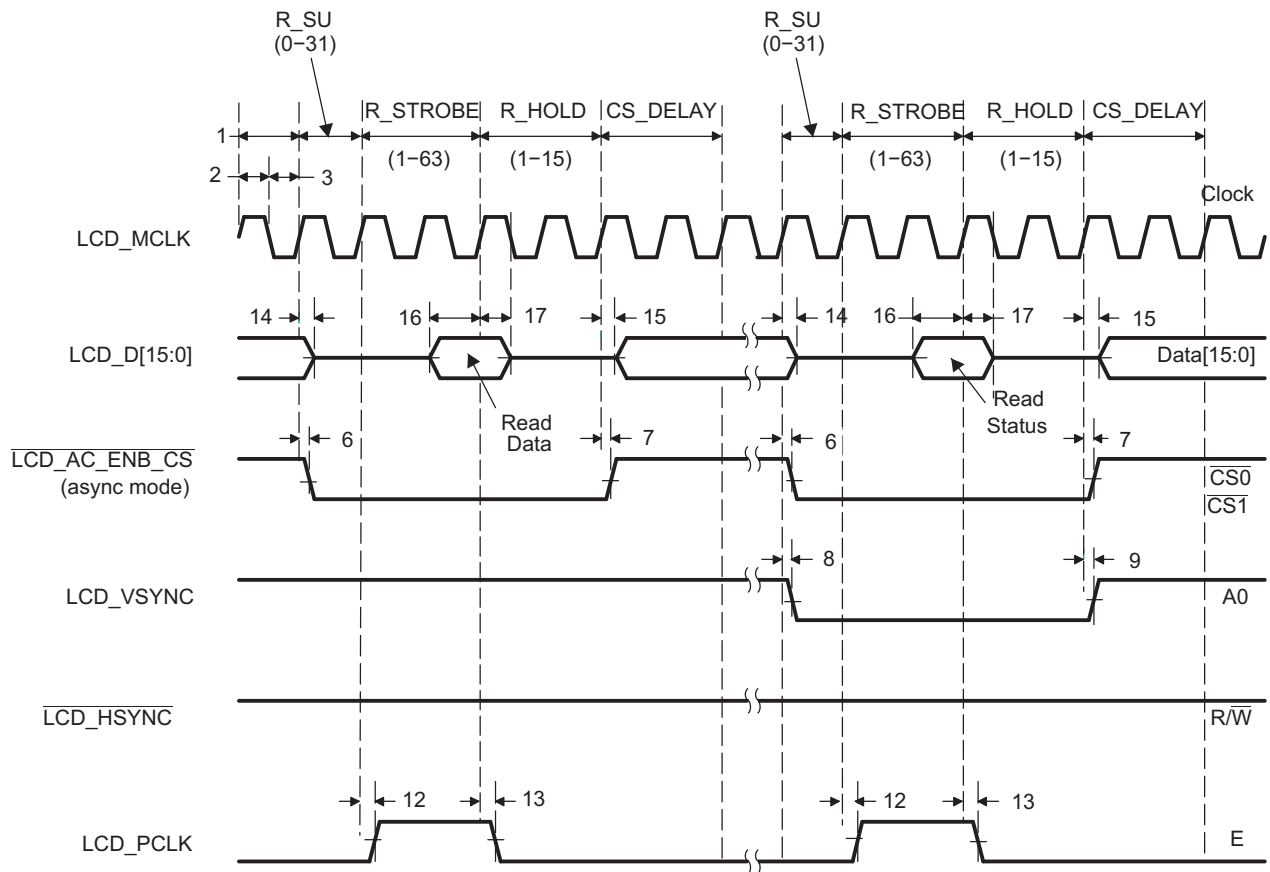 R_SU
(0−31)
R_SU
(0−31)
R_STROBE
R_HOLD
CS_DELAY
R_STROBE
R_HOLD
CS_DELAY
1
(1−63)
(1−15)
(1−63)
(1−15)
2
3
Clock
LCD_MCLK
14
16
17
15
14
16
17
15
LCD_D[15:0]
Data[15:0]
Read
Data
Read
Status
6
7
6
7
LCD_AC_ENB_CS
(async mode)
CS0
CS1
8
9
LCD_VSYNC
A0
LCD_HSYNC
R/W
12
13
12
13
LCD_PCLK
E